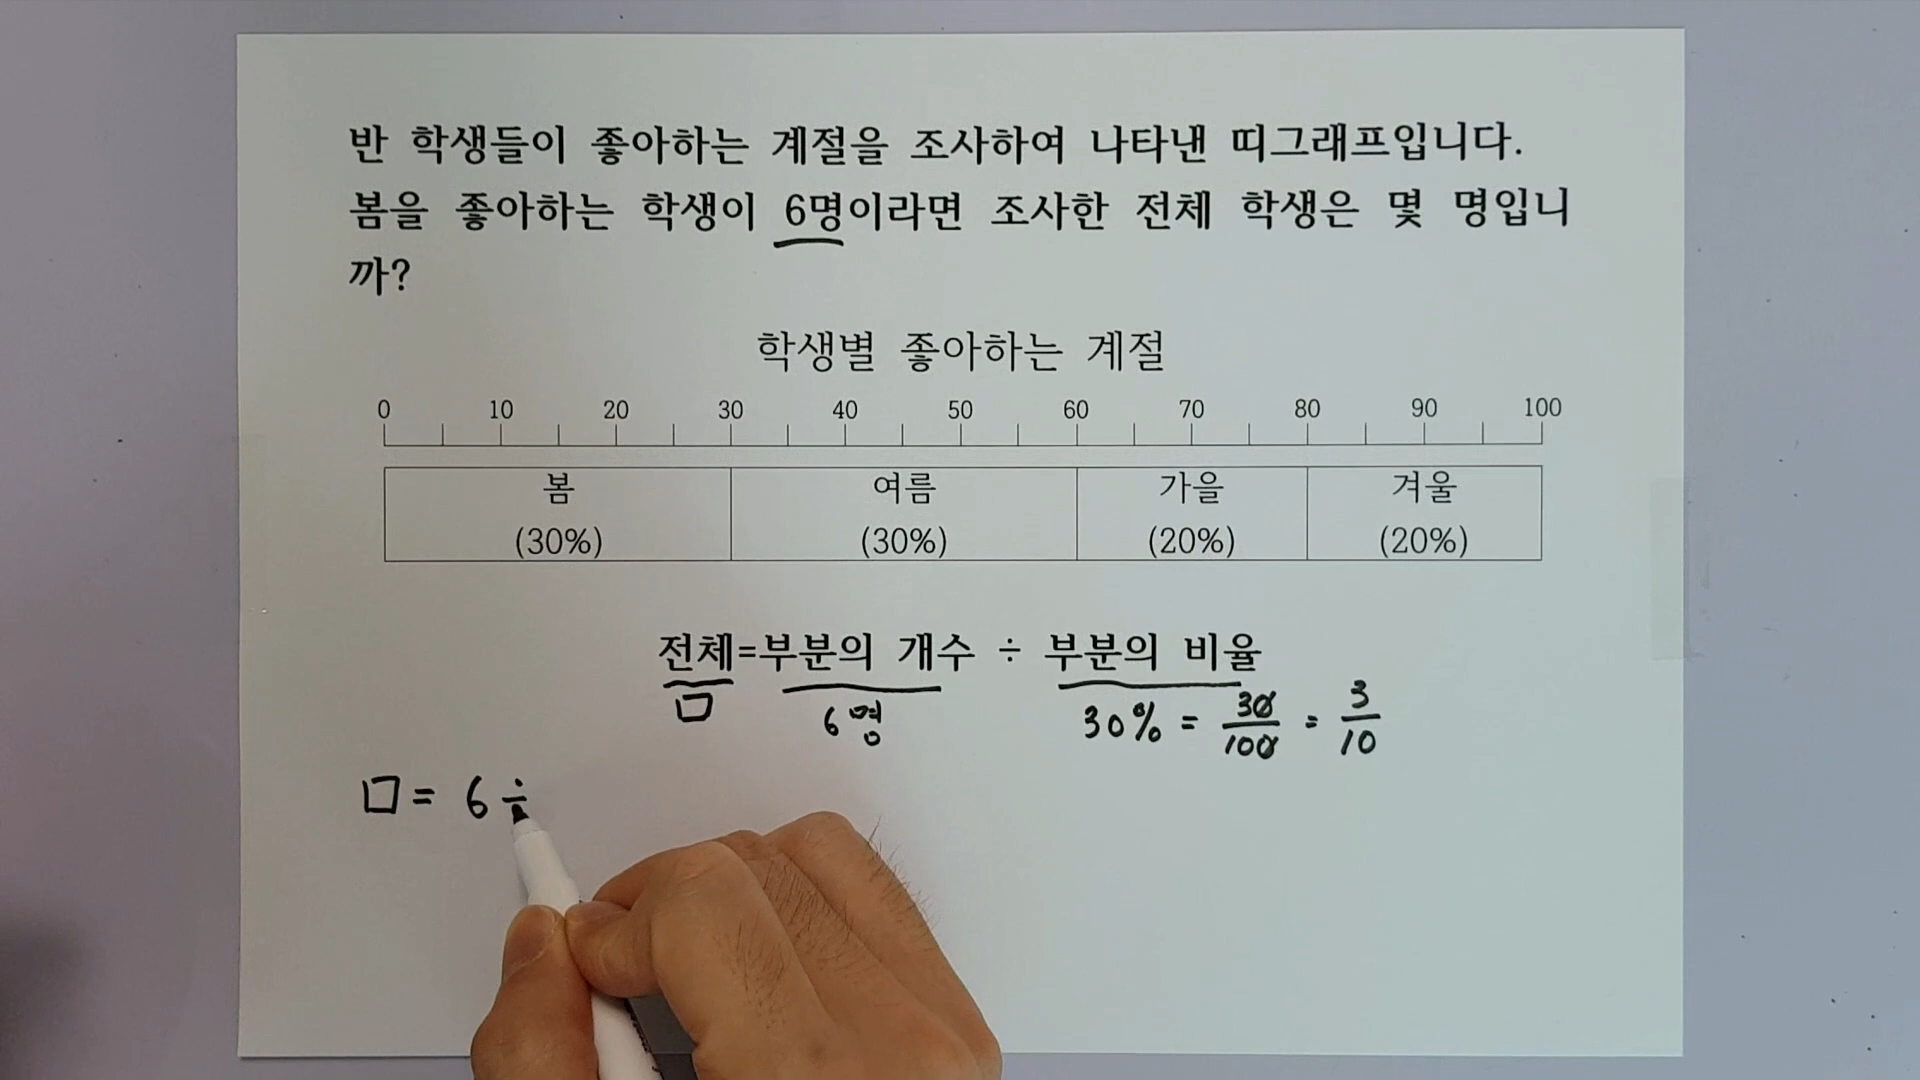 반 학생들이 좋아하는 계절을 조사하여 나타낸 띠그래프입니다.
봄을 좋아하는 학생이 6명이라면 조사한 전체 학생은 몇 명입니
까?
학생별 좋아하는 계절
0 10 20 30 40 50 60 70 80 90 100
봄 여름 가을 겨울
(30%) (30%) (20%) (20%)
전체=부분의 개수 ÷ 부분의 비율
□ 6명 30% = 30/100 = 3/10
□ = 6 ÷